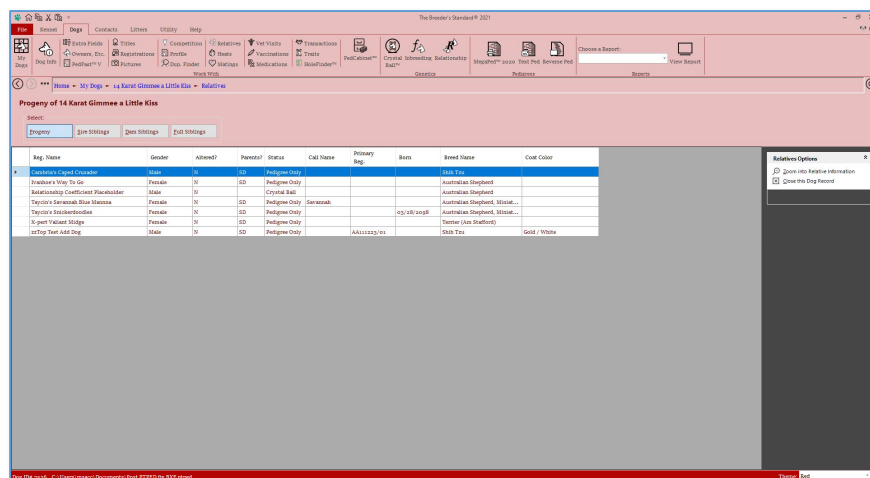 The Breeder's Standard® 2021
File Kennel Dogs Contacts Litters Utility Help
My Dogs
Dog Info
Extra Fields Titles
Owners, Etc. Registrations
PedFast™ V Pictures
Competition Relatives Vet Visits Transactions
Profile Heats Vaccinations Traits
Dup. Finder Matings Medications HoleFinder™
Work With
PedCabinet™
Crystal Ball™ Inbreeding Relationship
Genetics
MegaPed™ 2020 Text Ped Reverse Ped
Pedigrees
Choose a Report:
View Report
Reports
Home My Dogs 14 Karat Gimmee a Little Kiss Relatives
Progeny of 14 Karat Gimmee a Little Kiss
Select:
Progeny Sire Siblings Dam Siblings Full Siblings
Reg. Name Gender Altered? Parents? Status Call Name Primary Reg. Born Breed Name Coat Color
Cambria's Caped Crusader Male N SD Pedigree Only Shih Tzu
Ivanhoe's Way To Go Female N SD Pedigree Only Australian Shepherd
Relationship Coefficient Placeholder Male N Crystal Ball Australian Shepherd
Taycin's Savannah Blue Mannna Female N SD Pedigree Only Savannah Australian Shepherd, Miniat...
Taycin's Snickerdoodles Female N SD Pedigree Only 03/28/2098 Australian Shepherd, Miniat...
X-pert Valiant Midge Female N SD Pedigree Only Terrier (Am Stafford)
zzTop Test Add Dog Male N SD Pedigree Only AA111223/01 Shih Tzu Gold / White
Relatives Options
Zoom into Relative Information
Close this Dog Record
Theme: Red